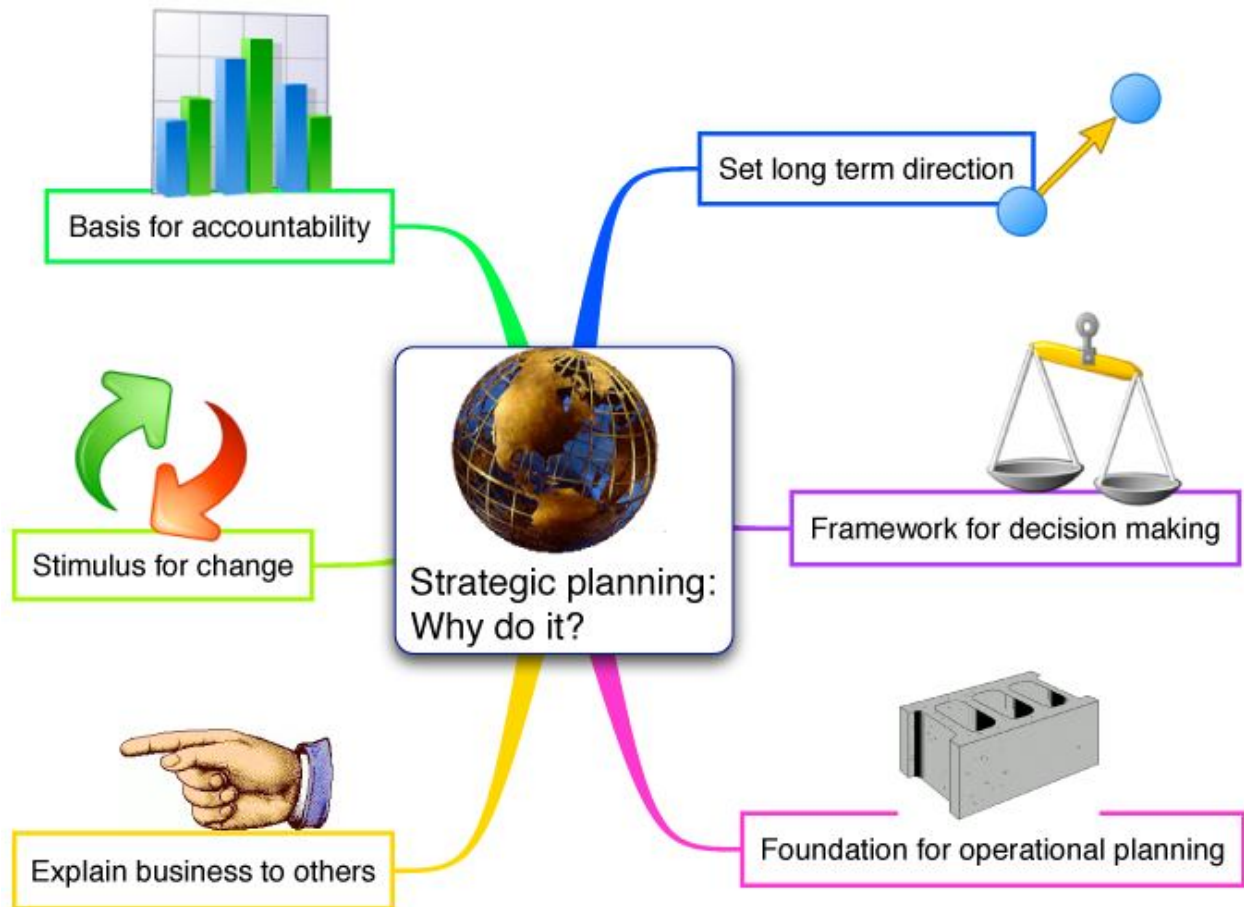 Strategic planning:
Why do it?
Set long term direction
Framework for decision making
Foundation for operational planning
Explain business to others
Stimulus for change
Basis for accountability